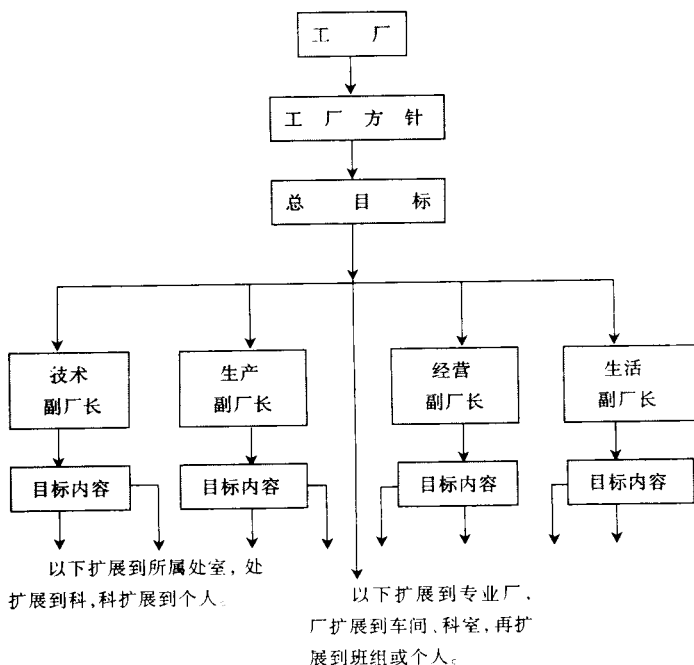 工 厂
工 厂 方 针
总 目 标
技术
副厂长
生产
副厂长
经营
副厂长
生活
副厂长
目标内容
目标内容
目标内容
目标内容
以下扩展到所属处室，处
扩展到科，科扩展到个人。
以下扩展到专业厂，
厂扩展到车间、科室，再扩
展到班组或个人。